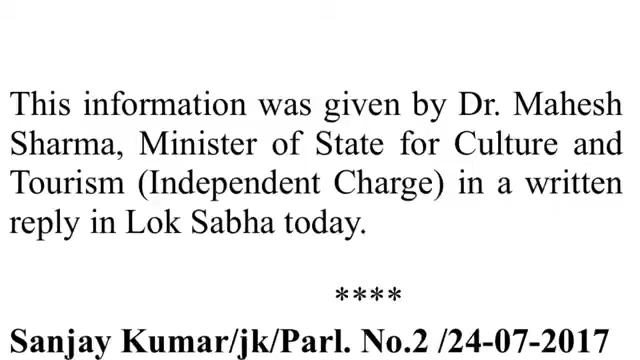 This information was given by Dr. Mahesh
Sharma, Minister of State for Culture and
Tourism (Independent Charge) in a written
reply in Lok Sabha today.
****
Sanjay Kumar/jk/Parl. No.2 /24-07-2017